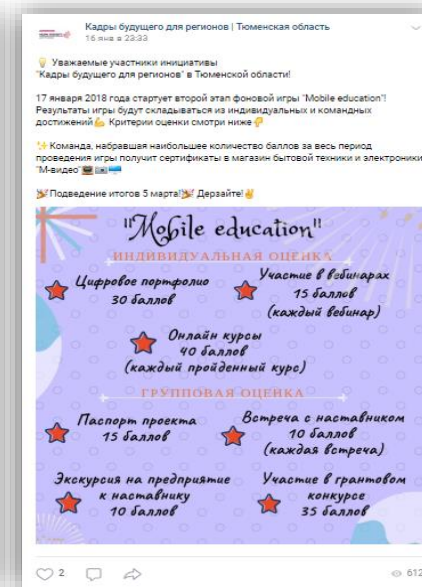 Кадры будущего для регионов | Тюменская область
16 янв в 23:33
Уважаемые участники инициативы
"Кадры будущего для регионов" в Тюменской области!
17 января 2018 года стартует второй этап фоновой игры "Mobile education"!
Результаты игры будут складываться из индивидуальных и командных
достижений Критерии оценки смотри ниже
Команда, набравшая наибольшее количество баллов за весь период
проведения игры получит сертификаты в магазин бытовой техники и электроники
"М-видео"
Подведение итогов 5 марта! Дерзайте!
"Mobile education"
ИНДИВИДУАЛЬНАЯ ОЦЕНКА
Цифровое портфолио
30 баллов
Участие в вебинарах
15 баллов
(каждый вебинар)
Онлайн курсы
40 баллов
(каждый пройденный курс)
ГРУППОВАЯ ОЦЕНКА
Паспорт проекта
15 баллов
Встреча с наставником
10 баллов
(каждая встреча)
Экскурсия на предприятие
к наставнику
10 баллов
Участие в грантовом
конкурсе
35 баллов
2
612